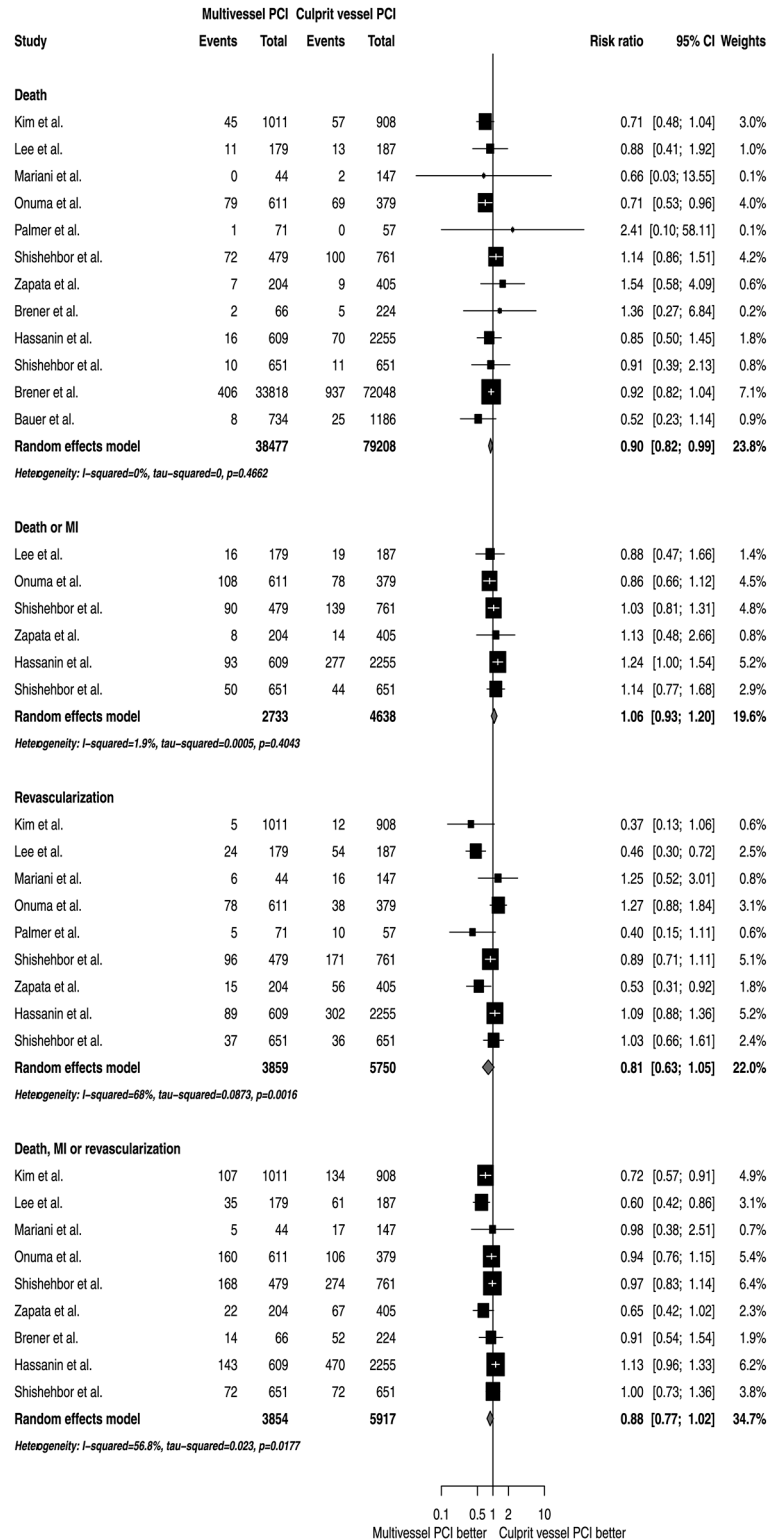 Multivessel PCI Culprit vessel PCI
Study Events Total Events Total Risk ratio 95% CI Weights
Death
Kim et al. 45 1011 57 908 0.71 [0.48; 1.04] 3.0%
Lee et al. 11 179 13 187 0.88 [0.41; 1.92] 1.0%
Mariani et al. 0 44 2 147 0.66 [0.03; 13.55] 0.1%
Onuma et al. 79 611 69 379 0.71 [0.53; 0.96] 4.0%
Palmer et al. 1 71 0 57 2.41 [0.10; 58.11] 0.1%
Shishehbor et al. 72 479 100 761 1.14 [0.86; 1.51] 4.2%
Zapata et al. 7 204 9 405 1.54 [0.58; 4.09] 0.6%
Brener et al. 2 66 5 224 1.36 [0.27; 6.84] 0.2%
Hassanin et al. 16 609 70 2255 0.85 [0.50; 1.45] 1.8%
Shishehbor et al. 10 651 11 651 0.91 [0.39; 2.13] 0.8%
Brener et al. 406 33818 937 72048 0.92 [0.82; 1.04] 7.1%
Bauer et al. 8 734 25 1186 0.52 [0.23; 1.14] 0.9%
Random effects model 38477 79208 0.90 [0.82; 0.99] 23.8%
Heterogeneity: I−squared=0%, tau−squared=0, p=0.4662
Death or MI
Lee et al. 16 179 19 187 0.88 [0.47; 1.66] 1.4%
Onuma et al. 108 611 78 379 0.86 [0.66; 1.12] 4.5%
Shishehbor et al. 90 479 139 761 1.03 [0.81; 1.31] 4.8%
Zapata et al. 8 204 14 405 1.13 [0.48; 2.66] 0.8%
Hassanin et al. 93 609 277 2255 1.24 [1.00; 1.54] 5.2%
Shishehbor et al. 50 651 44 651 1.14 [0.77; 1.68] 2.9%
Random effects model 2733 4638 1.06 [0.93; 1.20] 19.6%
Heterogeneity: I−squared=1.9%, tau−squared=0.0005, p=0.4043
Revascularization
Kim et al. 5 1011 12 908 0.37 [0.13; 1.06] 0.6%
Lee et al. 24 179 54 187 0.46 [0.30; 0.72] 2.5%
Mariani et al. 6 44 16 147 1.25 [0.52; 3.01] 0.8%
Onuma et al. 78 611 38 379 1.27 [0.88; 1.84] 3.1%
Palmer et al. 5 71 10 57 0.40 [0.15; 1.11] 0.6%
Shishehbor et al. 96 479 171 761 0.89 [0.71; 1.11] 5.1%
Zapata et al. 15 204 56 405 0.53 [0.31; 0.92] 1.8%
Hassanin et al. 89 609 302 2255 1.09 [0.88; 1.36] 5.2%
Shishehbor et al. 37 651 36 651 1.03 [0.66; 1.61] 2.4%
Random effects model 3859 5750 0.81 [0.63; 1.05] 22.0%
Heterogeneity: I−squared=68%, tau−squared=0.0873, p=0.0016
Death, MI or revascularization
Kim et al. 107 1011 134 908 0.72 [0.57; 0.91] 4.9%
Lee et al. 35 179 61 187 0.60 [0.42; 0.86] 3.1%
Mariani et al. 5 44 17 147 0.98 [0.38; 2.51] 0.7%
Onuma et al. 160 611 106 379 0.94 [0.76; 1.15] 5.4%
Shishehbor et al. 168 479 274 761 0.97 [0.83; 1.14] 6.4%
Zapata et al. 22 204 67 405 0.65 [0.42; 1.02] 2.3%
Brener et al. 14 66 52 224 0.91 [0.54; 1.54] 1.9%
Hassanin et al. 143 609 470 2255 1.13 [0.96; 1.33] 6.2%
Shishehbor et al. 72 651 72 651 1.00 [0.73; 1.36] 3.8%
Random effects model 3854 5917 0.88 [0.77; 1.02] 34.7%
Heterogeneity: I−squared=56.8%, tau−squared=0.023, p=0.0177
0.1 0.5 1 2 10
Multivessel PCI better Culprit vessel PCI better